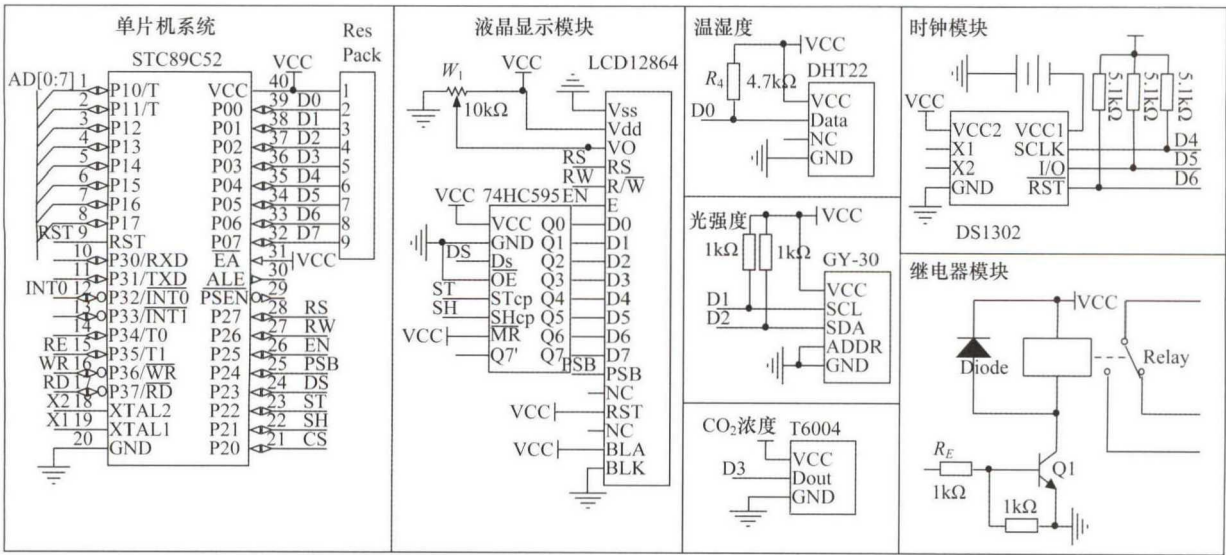 单片机系统
STC89C52
Res
Pack
AD[0:7]
1 P10/T
2 P11/T
3 P12
4 P13
5 P14
6 P15
7 P16
8 P17
RST 9 RST
10 P30/RXD
11 P31/TXD
INT0 12 P32/INT0
13 P33/INT1
14 P34/T0
RE 15 P35/T1
WR 16 P36/WR
RD 17 P37/RD
X2 18 XTAL2
X1 19 XTAL1
20 GND
VCC
VCC 40 1
P00 39 D0 2
P01 38 D1 3
P02 37 D2 4
P03 36 D3 5
P04 35 D4 6
P05 34 D5 7
P06 33 D6 8
P07 32 D7 9
EA 31 VCC
ALE 30
PSEN 29
P27 28 RS
P26 27 RW
P25 26 EN
P24 25 PSB
P23 24 DS
P22 23 ST
P21 22 SH
P20 21 CS
液晶显示模块
W1
10kΩ
VCC
LCD12864
Vss
Vdd
VO
RS RS
RW R/W
EN E
D0
D1
D2
D3
D4
D5
D6
D7
PSB PSB
NC
VCC RST
NC
VCC BLA
BLK
74HC595
VCC VCC Q0
GND Q1
DS Ds Q2
OE Q3
ST STcp Q4
SH SHcp Q5
VCC MR Q6
Q7' Q7
温湿度
VCC
R4 4.7kΩ
DHT22
VCC
D0 Data
NC
GND
光强度
VCC
1kΩ 1kΩ
GY-30
VCC
D1 SCL
D2 SDA
ADDR
GND
CO2浓度
T6004
VCC
D3 Dout
GND
时钟模块
5.1kΩ
5.1kΩ
5.1kΩ
VCC
VCC2 VCC1
X1 SCLK D4
X2 I/O D5
GND RST D6
DS1302
继电器模块
VCC
Diode
Relay
RE
1kΩ
Q1
1kΩ